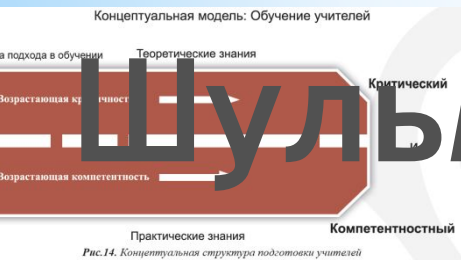 Концептуальная модель: Обучение учителей
а подхода в обучении Теоретические знания
Критический
Возрастающая критичность
Шуль
и
Возрастающая компетентность
Компетентностный
Практические знания
Рис.14. Концептуальная структура подготовки учителей